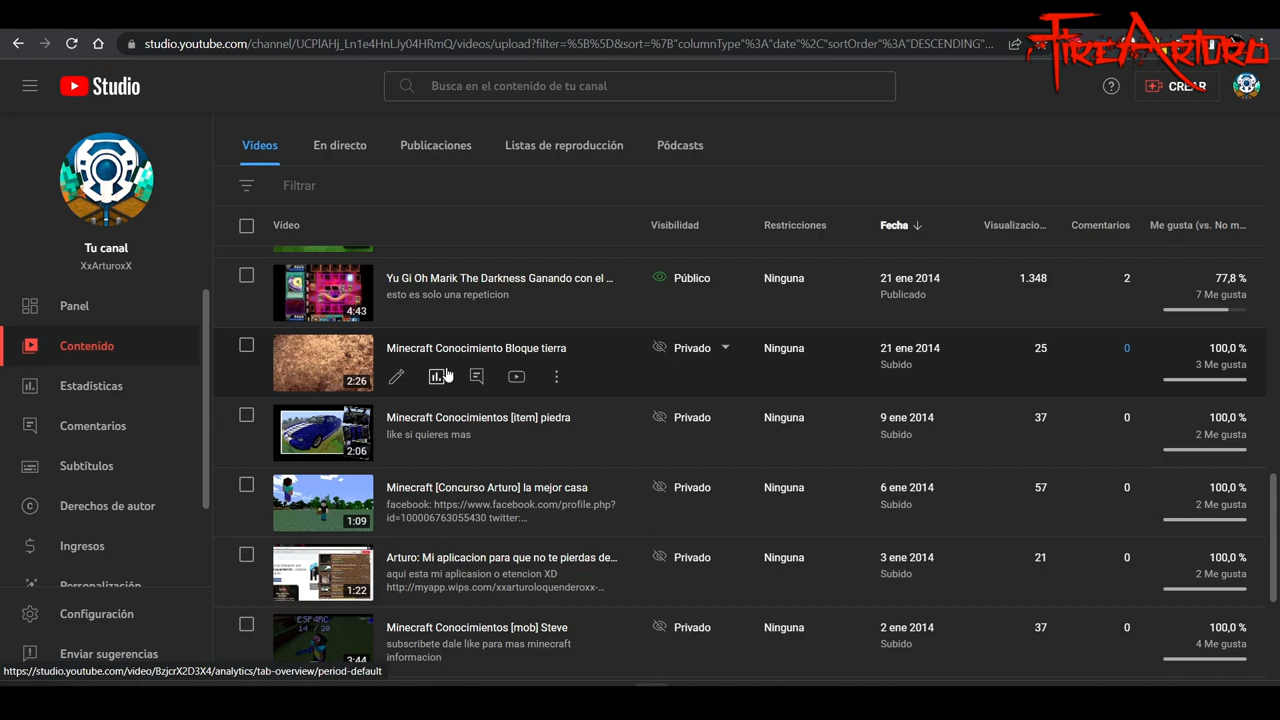 FireArturo
studio.youtube.com/channel/UCPlAHj_Ln1e4HnlJy04HRmQ/videos/upload?filter=%5B%5D&sort=%7B"columnType"%3A"date"%2C"sortOrder"%3A"DESCENDING"...
Studio
Busca en el contenido de tu canal
CREAR
Vídeos
En directo
Publicaciones
Listas de reproducción
Pódcasts
Filtrar
Vídeo
Visibilidad
Restricciones
Fecha
Visualizacio...
Comentarios
Me gusta (vs. No m...
Tu canal
XxArturoxX
Panel
Contenido
Estadísticas
Comentarios
Subtítulos
Derechos de autor
Ingresos
Personalización
Configuración
Enviar sugerencias
4:43
Yu Gi Oh Marik The Darkness Ganando con el ...
esto es solo una repeticion
Público
Ninguna
21 ene 2014
Publicado
1.348
2
77,8 %
7 Me gusta
2:26
Minecraft Conocimiento Bloque tierra
Privado
Ninguna
21 ene 2014
Subido
25
0
100,0 %
3 Me gusta
2:06
Minecraft Conocimientos [item] piedra
like si quieres mas
Privado
Ninguna
9 ene 2014
Subido
37
0
100,0 %
2 Me gusta
1:09
Minecraft [Concurso Arturo] la mejor casa
facebook: https://www.facebook.com/profile.php?
id=100006763055430 twitter:...
Privado
Ninguna
6 ene 2014
Subido
57
0
100,0 %
2 Me gusta
1:22
Arturo: Mi aplicacion para que no te pierdas de...
aqui esta mi aplicasion o etencion XD
http://myapp.wips.com/xxarturoloquenderoxx-...
Privado
Ninguna
3 ene 2014
Subido
21
0
100,0 %
2 Me gusta
3:44
Minecraft Conocimientos [mob] Steve
subscribete dale like para mas minecraft
informacion
Privado
Ninguna
2 ene 2014
Subido
37
0
100,0 %
4 Me gusta
https://studio.youtube.com/video/BzjcrX2D3X4/analytics/tab-overview/period-default